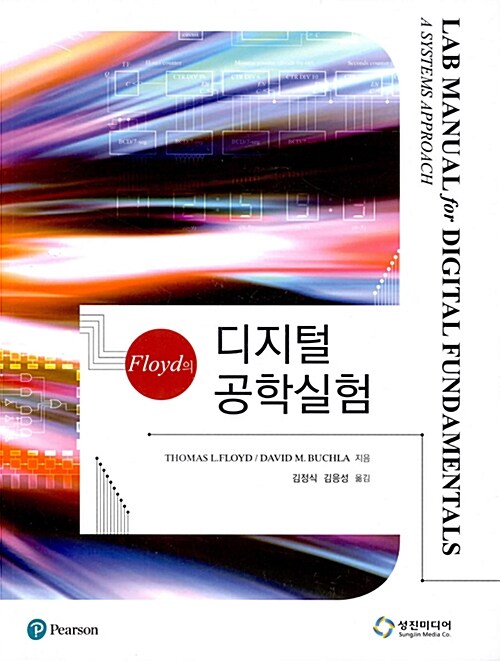 LAB MANUAL for DIGITAL FUNDAMENTALS
A SYSTEMS APPROACH
Floyd의
디지털
공학실험
THOMAS L.FLOYD / DAVID M. BUCHLA 지음
김정식 김응성 옮김
Pearson
성진미디어
SungJin Media Co.